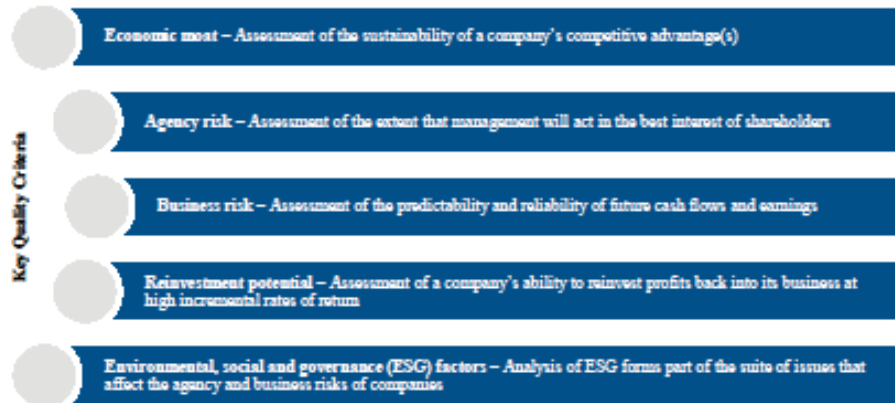 Key Quality Criteria
Economic moat – Assessment of the sustainability of a company's competitive advantage(s)
Agency risk – Assessment of the extent that management will act in the best interest of shareholders
Business risk – Assessment of the predictability and reliability of future cash flows and earnings
Reinvestment potential – Assessment of a company's ability to reinvest profits back into its business at
high incremental rates of return
Environmental, social and governance (ESG) factors – Analysis of ESG forms part of the suite of issues that
affect the agency and business risks of companies